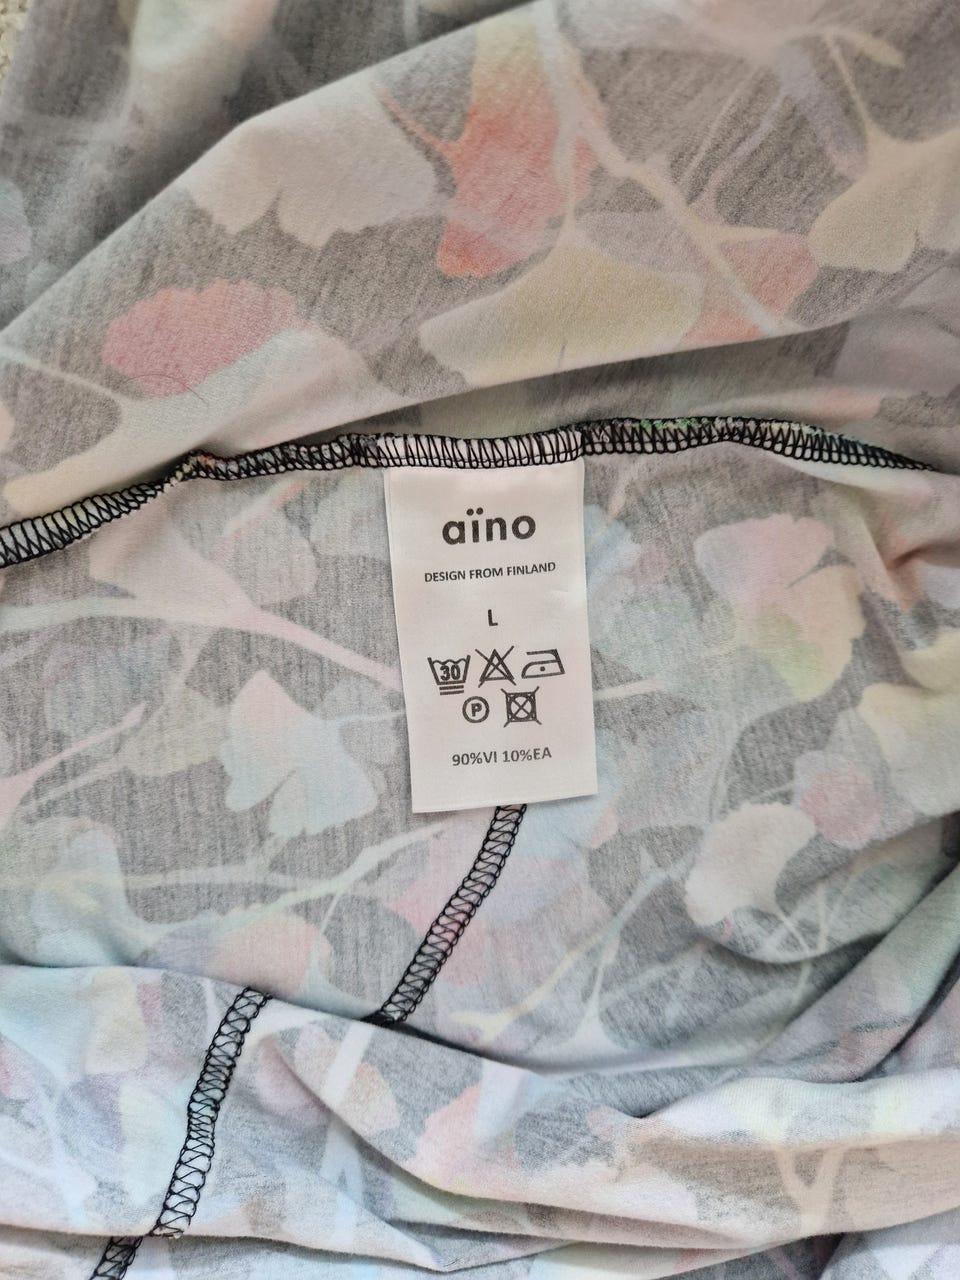 aïno
DESIGN FROM FINLAND
L
30
P
90%VI 10%EA